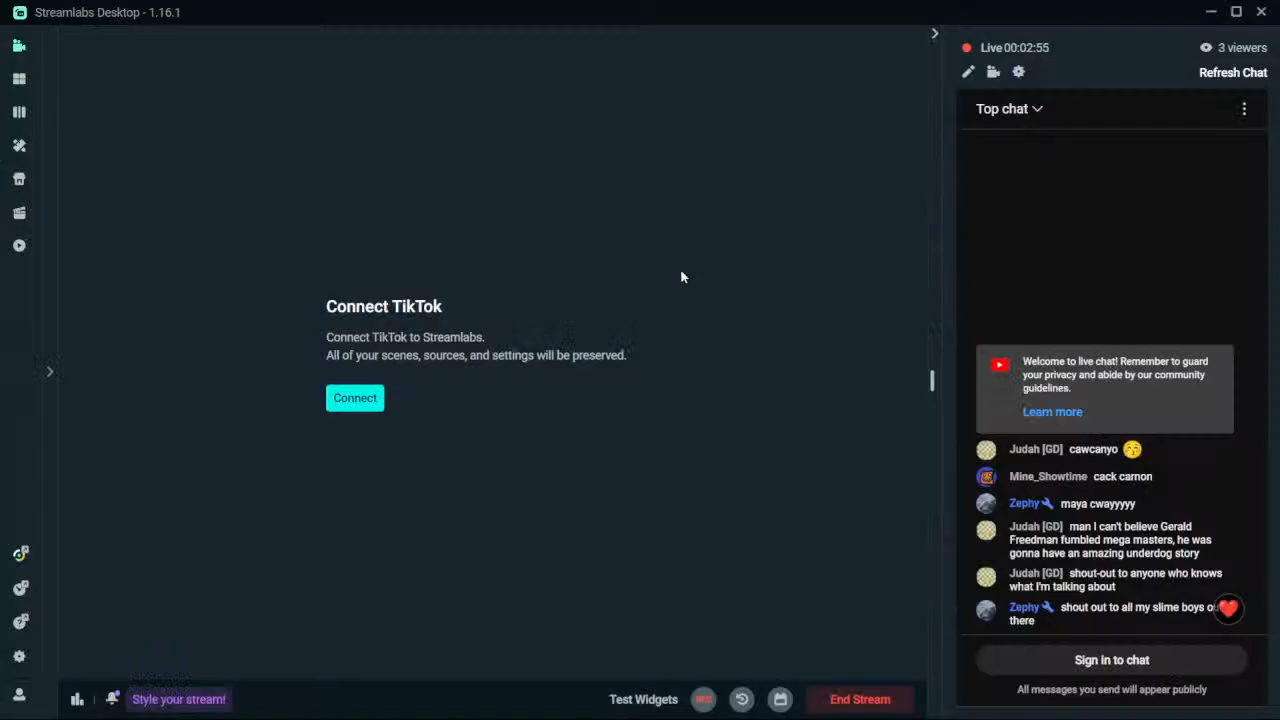 Streamlabs Desktop - 1.16.1
Live 00:02:55
3 viewers
Refresh Chat
Top chat
Connect TikTok
Connect TikTok to Streamlabs.
All of your scenes, sources, and settings will be preserved.
Connect
Welcome to live chat! Remember to guard
your privacy and abide by our community
guidelines.
Learn more
Judah [GD] cawcanyo
Mine_Showtime cack carnon
Zephy maya cwayyyyy
Judah [GD] man I can't believe Gerald
Freedman fumbled mega masters, he was
gonna have an amazing underdog story
Judah [GD] shout-out to anyone who knows
what I'm talking about
Zephy shout out to all my slime boys
there
Sign in to chat
All messages you send will appear publicly
Style your stream!
Test Widgets
REC
End Stream